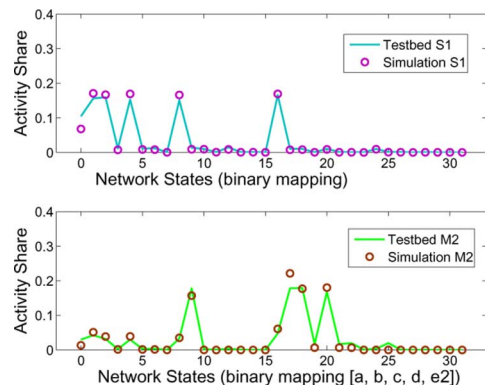 0.4
Testbed S1
Simulation S1
0.3
0.2
0.1
0
Activity Share
0 5 10 15 20 25 30
Network States (binary mapping)
0.4
Testbed M2
Simulation M2
0.3
0.2
0.1
0
Activity Share
0 5 10 15 20 25 30
Network States (binary mapping [a, b, c, d, e2])